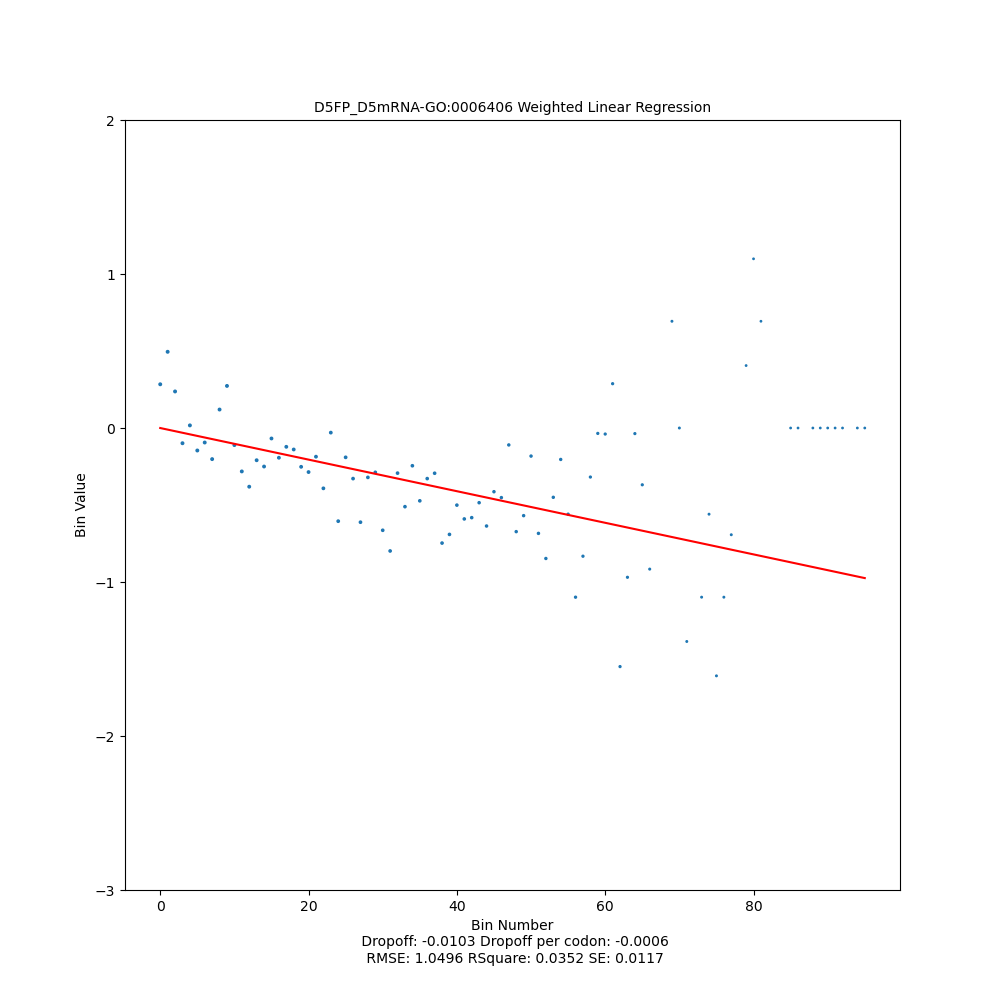 D5FP_D5mRNA-GO:0006406 Weighted Linear Regression
2
1
0
−1
−2
−3
Bin Value
0 20 40 60 80
Bin Number
Dropoff: -0.0103 Dropoff per codon: -0.0006
RMSE: 1.0496 RSquare: 0.0352 SE: 0.0117